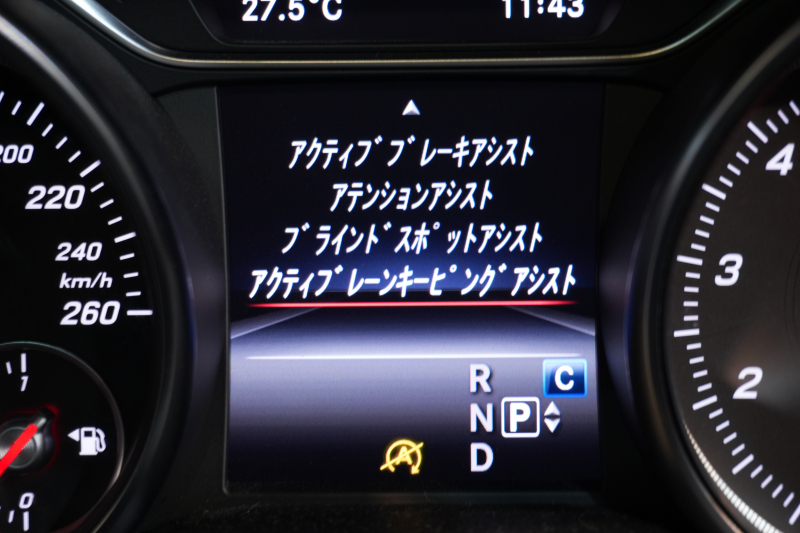 27.5°C 11:43
アクティブブレーキアシスト
アテンションアシスト
ブラインドスポットアシスト
アクティブレーンキーピングアシスト
200
220
240
km/h
260
1
0
R
C
N
P
D
A
4
3
2